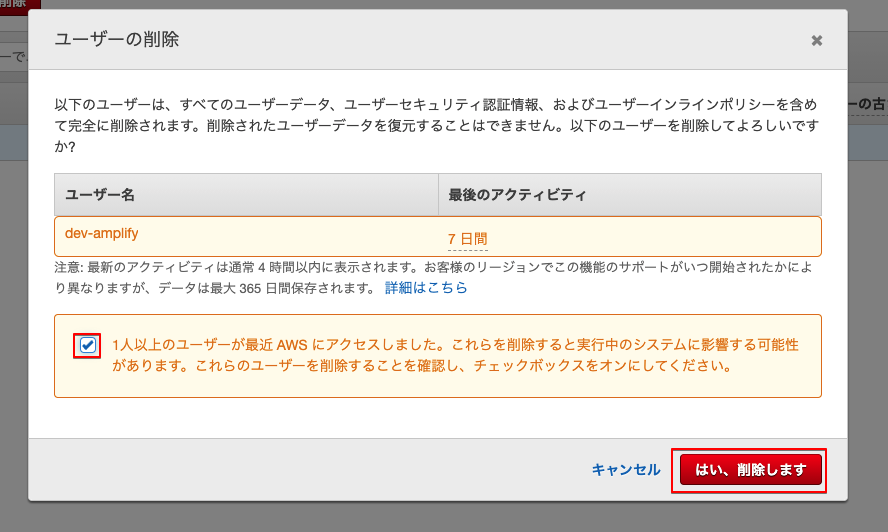 削除
ユーザーの削除
ーで
以下のユーザーは、すべてのユーザーデータ、ユーザーセキュリティ認証情報、およびユーザーインラインポリシーを含め
ーの古
て完全に削除されます。削除されたユーザーデータを復元することはできません。以下のユーザーを削除してよろしいです
か?
ユーザー名 最後のアクティビティ
dev-amplify 7 日間
注意: 最新のアクティビティは通常 4 時間以内に表示されます。お客様のリージョンでこの機能のサポートがいつ開始されたかによ
り異なりますが、データは最大 365 日間保存されます。 詳細はこちら
1人以上のユーザーが最近 AWS にアクセスしました。これらを削除すると実行中のシステムに影響する可能性
があります。これらのユーザーを削除することを確認し、チェックボックスをオンにしてください。
キャンセル はい、削除します